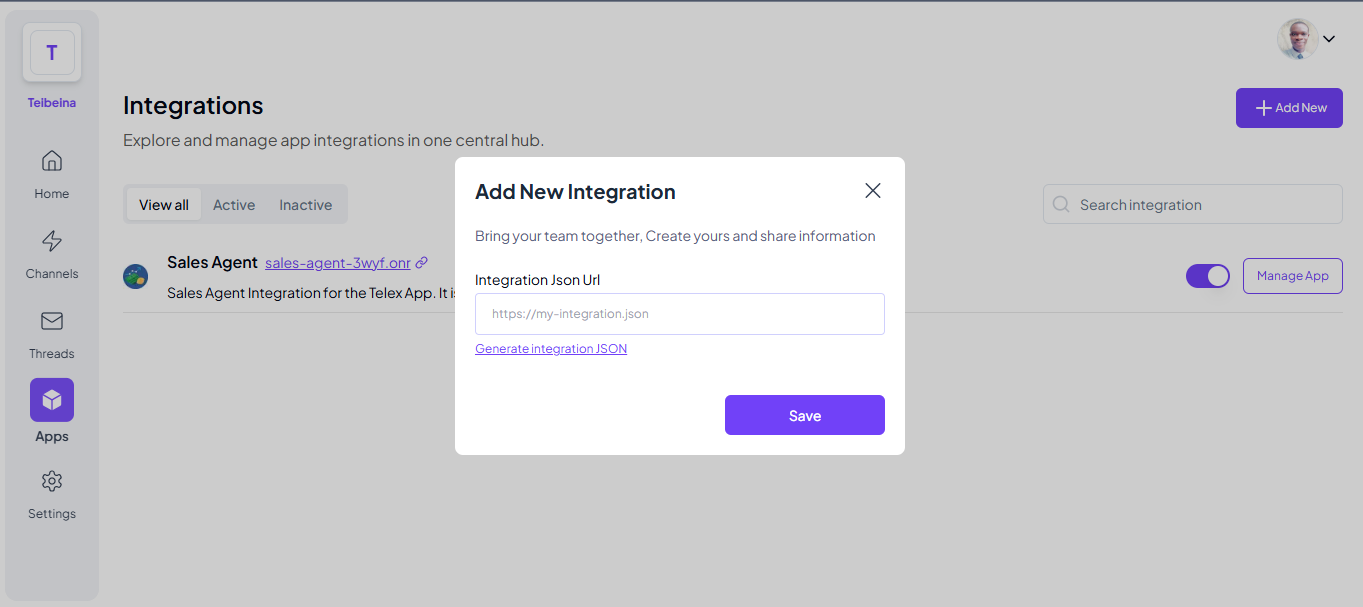 T
Teibeina
Home
Channels
Threads
Apps
Settings
Integrations
Explore and manage app integrations in one central hub.
Add New
View all Active Inactive
Search integration
Sales Agent sales-agent-3wyf.onr
Sales Agent Integration for the Telex App. It is
Manage App
Add New Integration
Bring your team together, Create yours and share information
Integration Json Url
https://my-integration.json
Generate integration JSON
Save